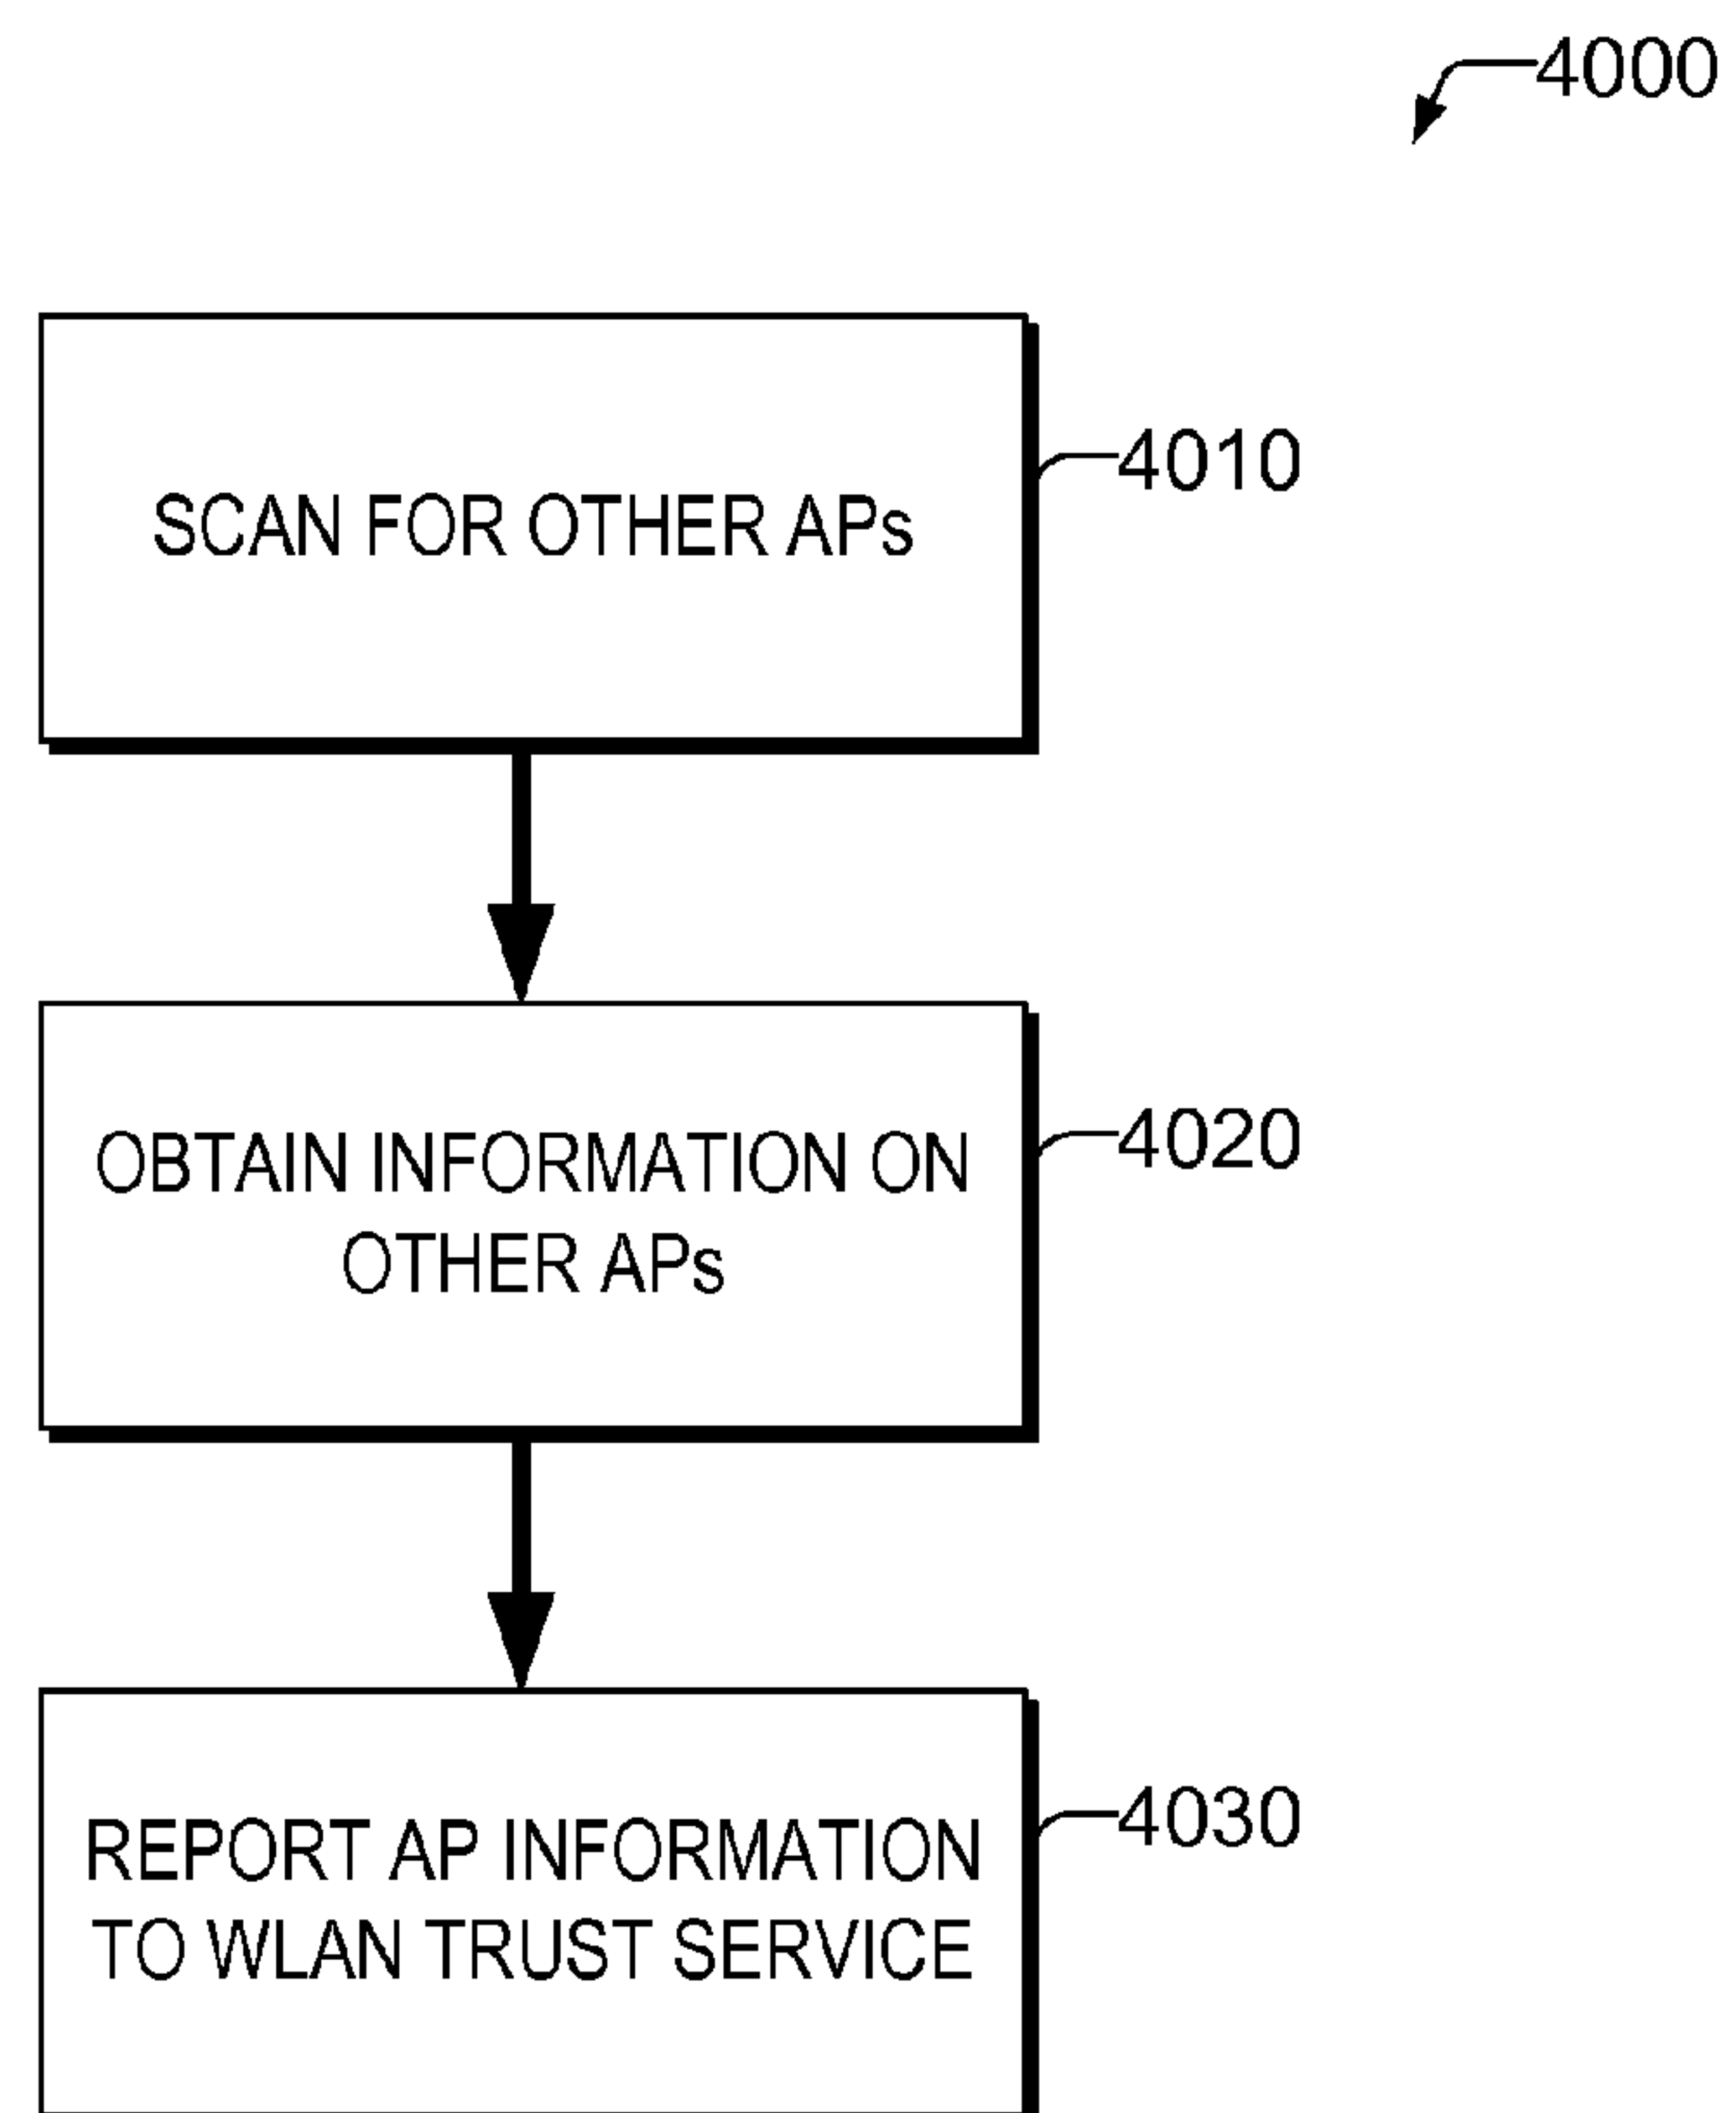 4000
SCAN FOR OTHER APs
4010
OBTAIN INFORMATION ON
OTHER APs
4020
REPORT AP INFORMATION
TO WLAN TRUST SERVICE
4030